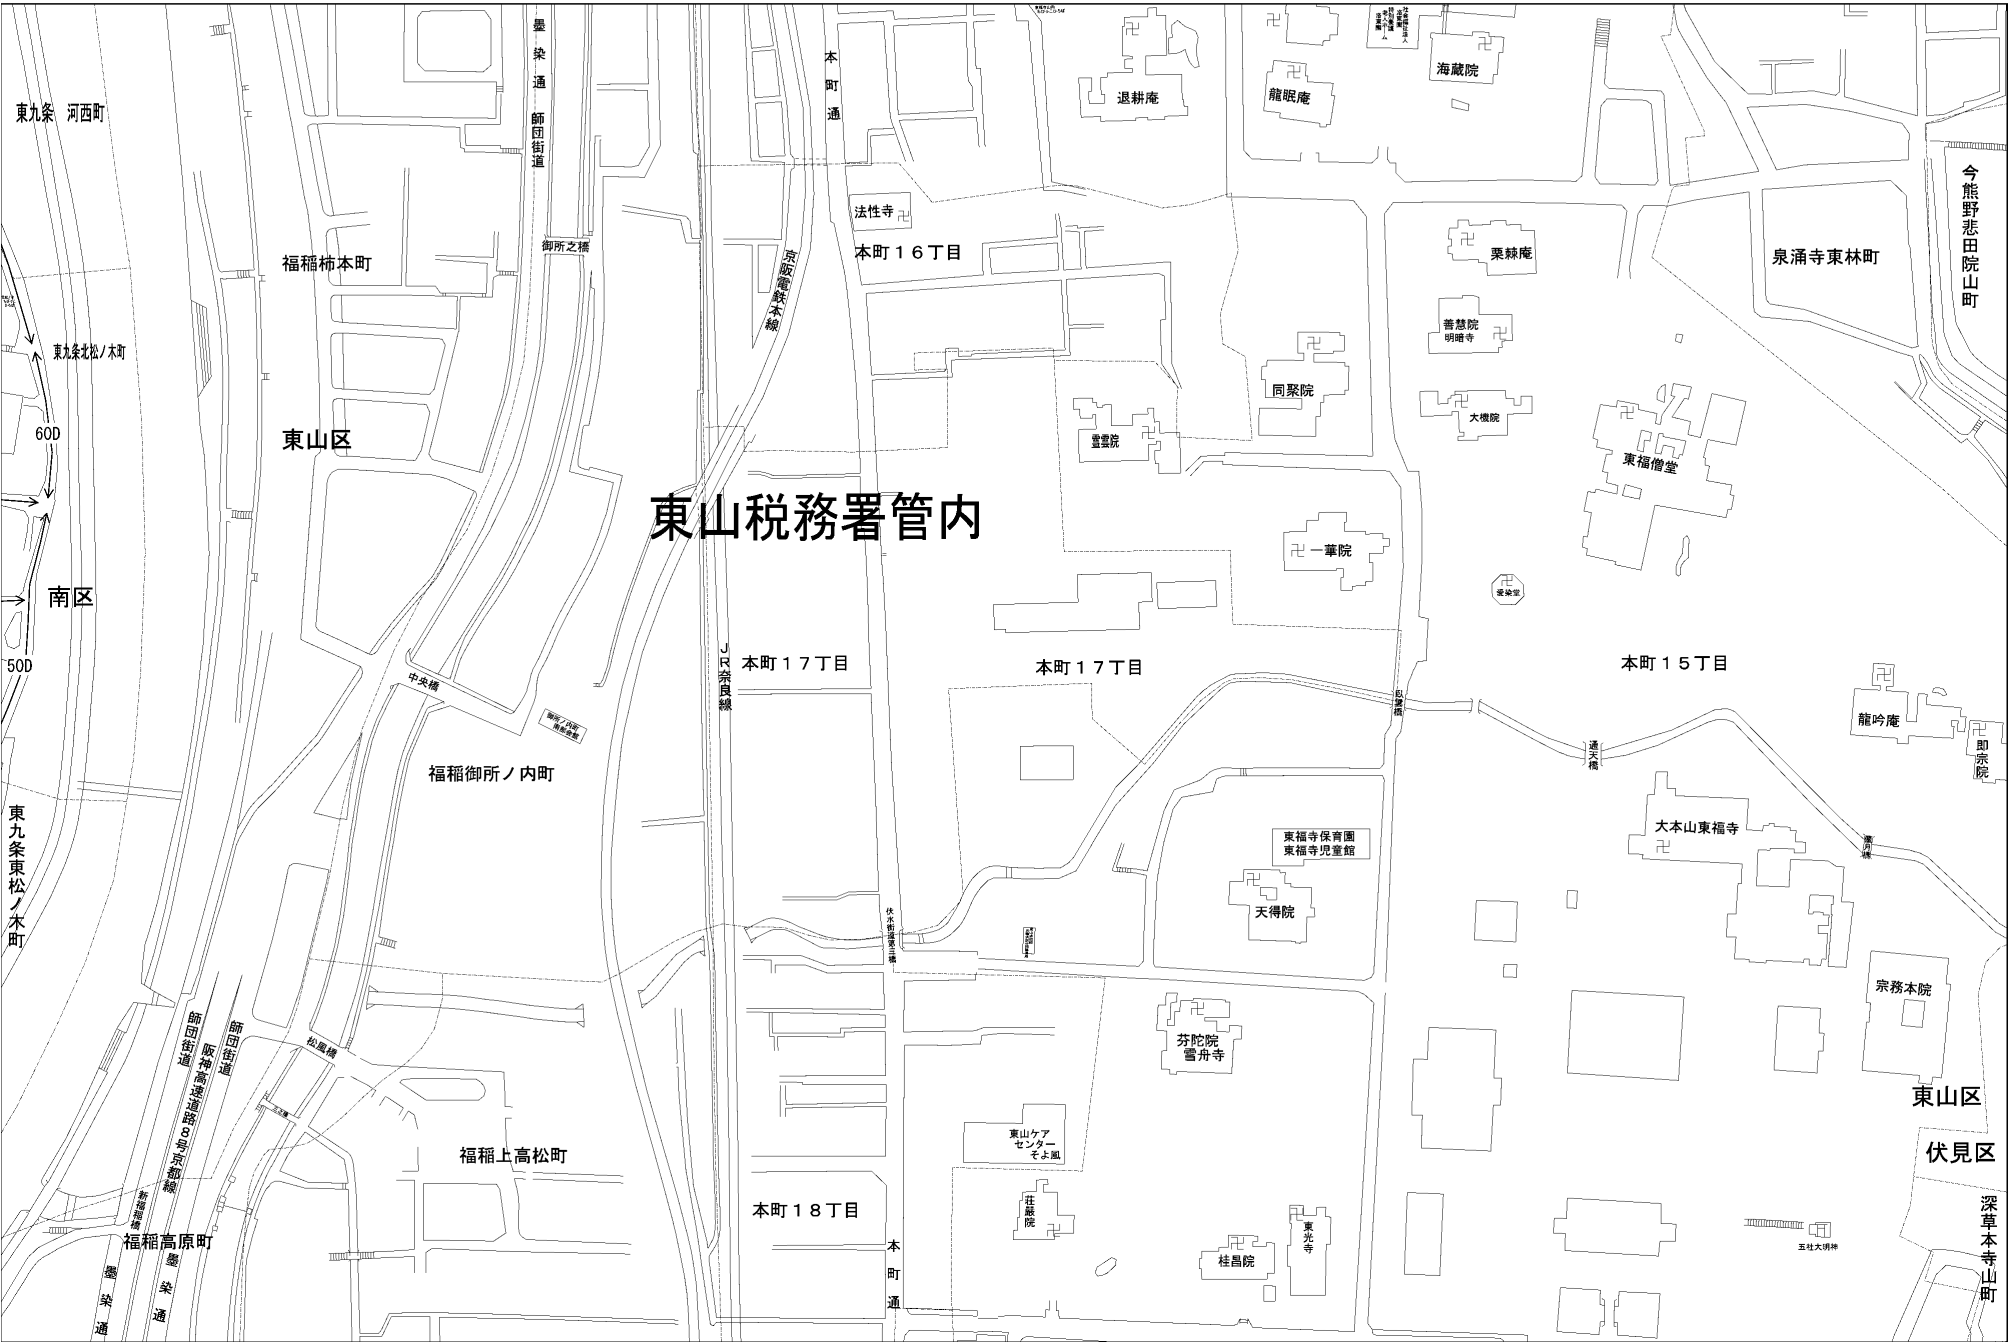 墨染通
師団街道
本町通
退耕庵
龍眠庵
海蔵院
東九条 河西町
今熊野悲田院山町
法性寺
本町１６丁目
御所之橋
福稲柿本町
京阪電鉄本線
栗棘庵
泉涌寺東林町
善慧院
明暗寺
東九条北松ノ木町
同聚院
大機院
60D
東山区
霊雲院
東福僧堂
東山税務署管内
一華院
愛染堂
南区
50D
JR奈良線
本町１７丁目
本町１７丁目
本町１５丁目
中央橋
臥雲橋
御所ノ内町
南部会館
龍吟庵
即宗院
通天橋
福稲御所ノ内町
東九条東松ノ木町
東福寺保育園
東福寺児童館
大本山東福寺
偃月橋
天得院
伏水街道第三橋
宗務本院
師団街道
師団街道
阪神高速道路８号京都線
松風橋
芬陀院
雪舟寺
東山区
東山ケア
センター
そよ風
伏見区
福稲上高松町
本町１８丁目
新福稲橋
荘厳院
東光寺
桂昌院
五社大明神
深草本寺山町
福稲高原町
本町通
墨染通
墨染通